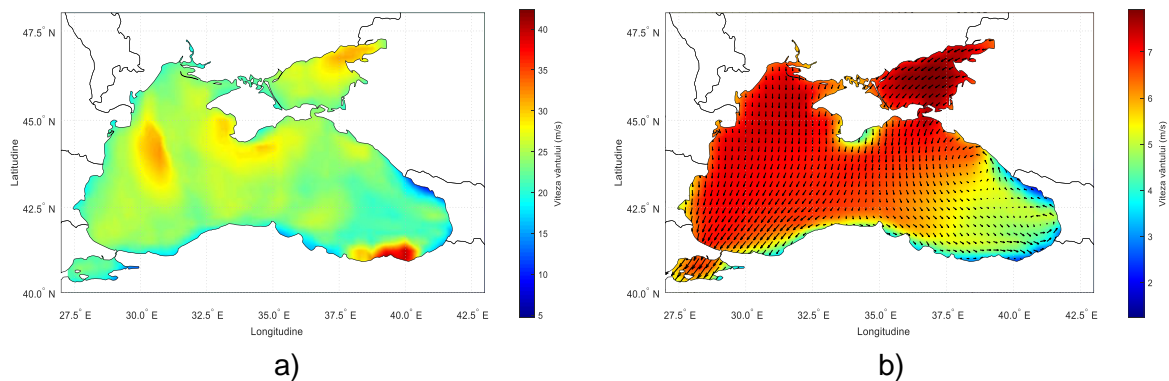 47.5° N
45.0° N
42.5° N
40.0° N
Latitudine
27.5° E
30.0° E
32.5° E
35.0° E
37.5° E
40.0° E
42.5° E
Longitudine
40
35
30
25
20
15
10
5
Viteza vântului (m/s)
a)
47.5° N
45.0° N
42.5° N
40.0° N
Latitudine
27.5° E
30.0° E
32.5° E
35.0° E
37.5° E
40.0° E
42.5° E
Longitudine
7
6
5
4
3
2
Viteza vântului (m/s)
b)